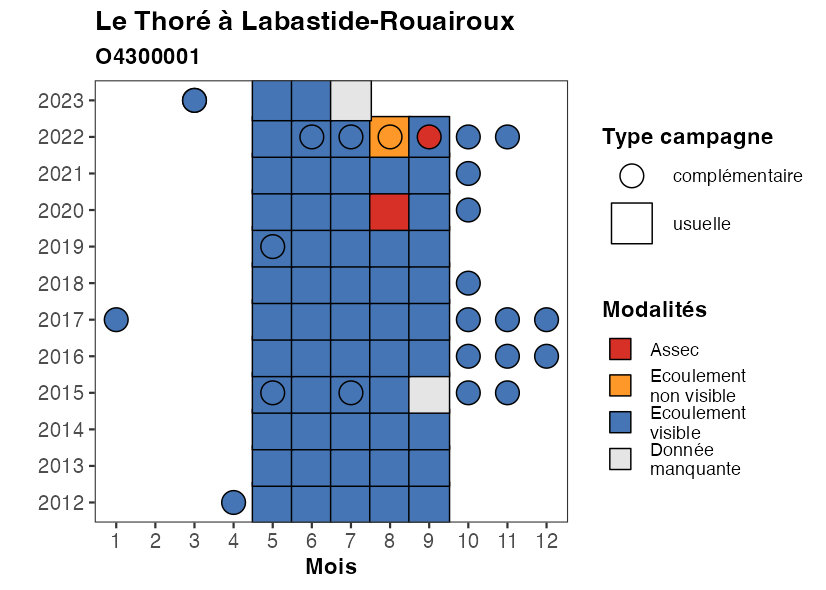 Le Thoré à Labastide-Rouairoux
O4300001
2023
2022
2021
2020
2019
2018
2017
2016
2015
2014
2013
2012
1 2 3 4 5 6 7 8 9 10 11 12
Mois
Type campagne
complémentaire
usuelle
Modalités
Assec
Ecoulement
non visible
Ecoulement
visible
Donnée
manquante